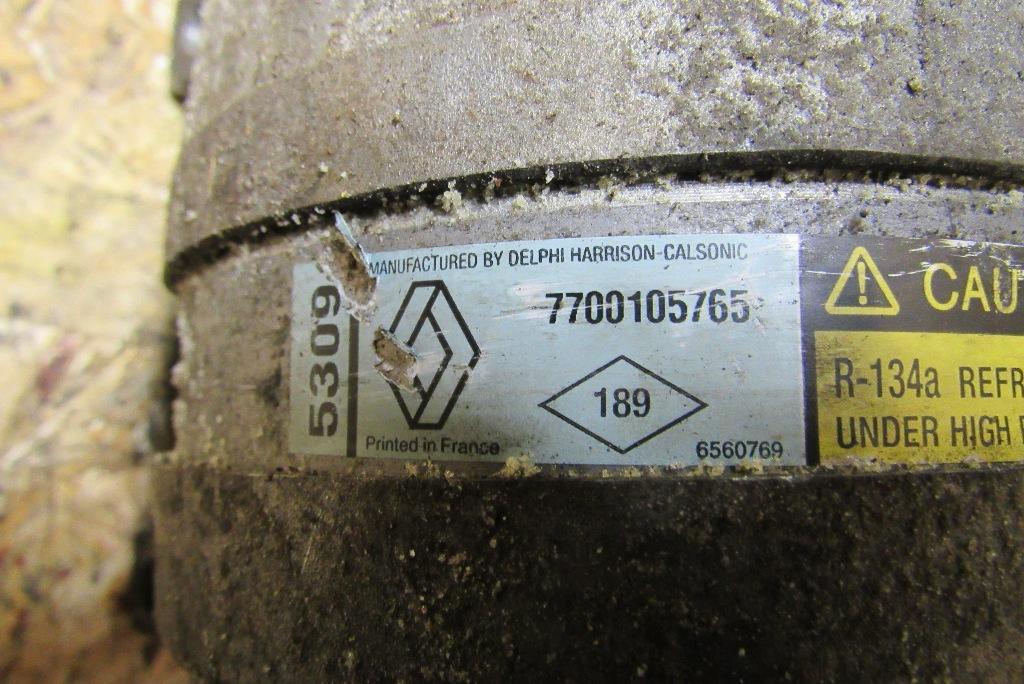 MANUFACTURED BY DELPHI HARRISON-CALSONIC
5309
7700105765
189
Printed in France
6560769
CAU
R-134a REFR
UNDER HIGH